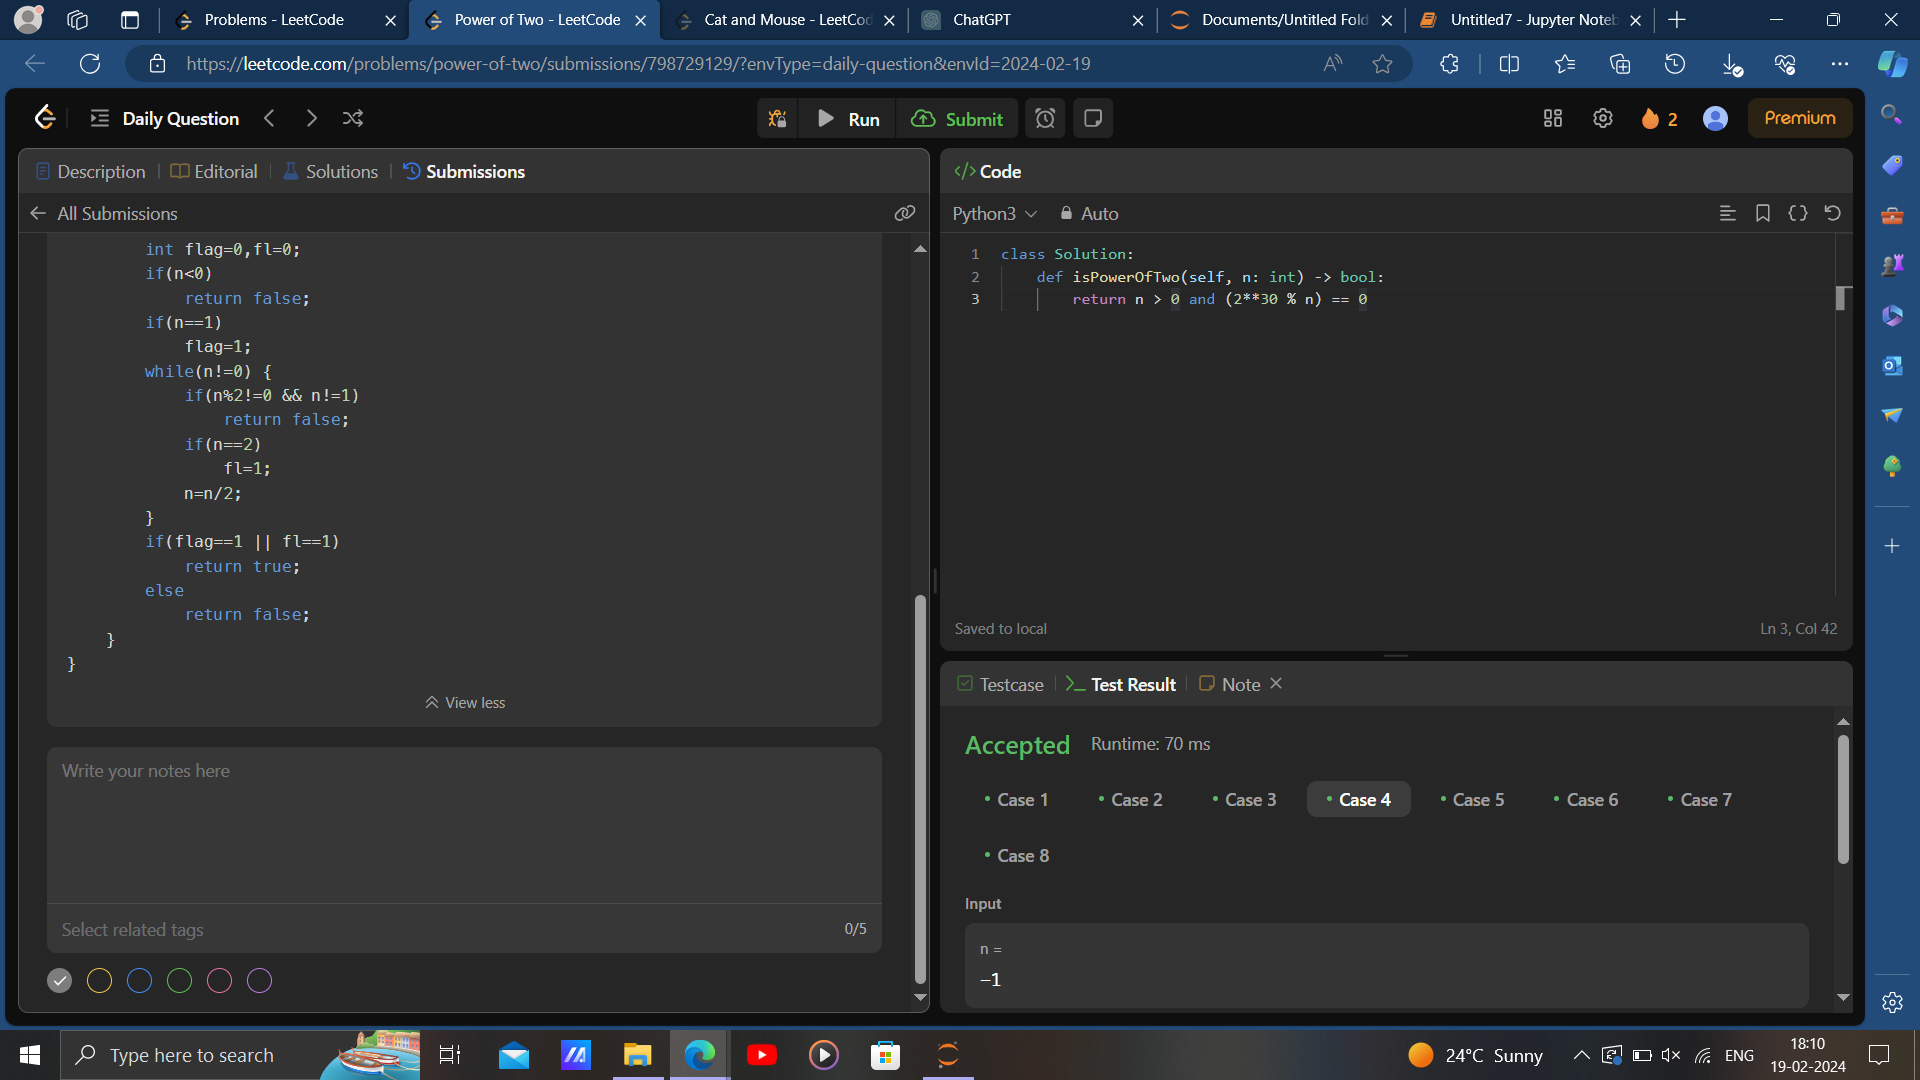 Problems - LeetCode
Power of Two - LeetCode
Cat and Mouse - LeetCod
ChatGPT
Documents/Untitled Fold
Untitled7 - Jupyter Noteb
https://leetcode.com/problems/power-of-two/submissions/798729129/?envType=daily-question&envId=2024-02-19
Daily Question
Run
Submit
2
Premium
Description
Editorial
Solutions
Submissions
All Submissions
int flag=0,fl=0;
if(n<0)
return false;
if(n==1)
flag=1;
while(n!=0) {
if(n%2!=0 && n!=1)
return false;
if(n==2)
fl=1;
n=n/2;
}
if(flag==1 || fl==1)
return true;
else
return false;
}
}
View less
Write your notes here
Select related tags
0/5
</> Code
Python3
Auto
1 class Solution:
2 def isPowerOfTwo(self, n: int) -> bool:
3 return n > 0 and (2**30 % n) == 0
Saved to local
Ln 3, Col 42
Testcase
Test Result
Note
Accepted
Runtime: 70 ms
• Case 1
• Case 2
• Case 3
• Case 4
• Case 5
• Case 6
• Case 7
• Case 8
Input
n =
-1
Type here to search
24°C Sunny
ENG
18:10
19-02-2024